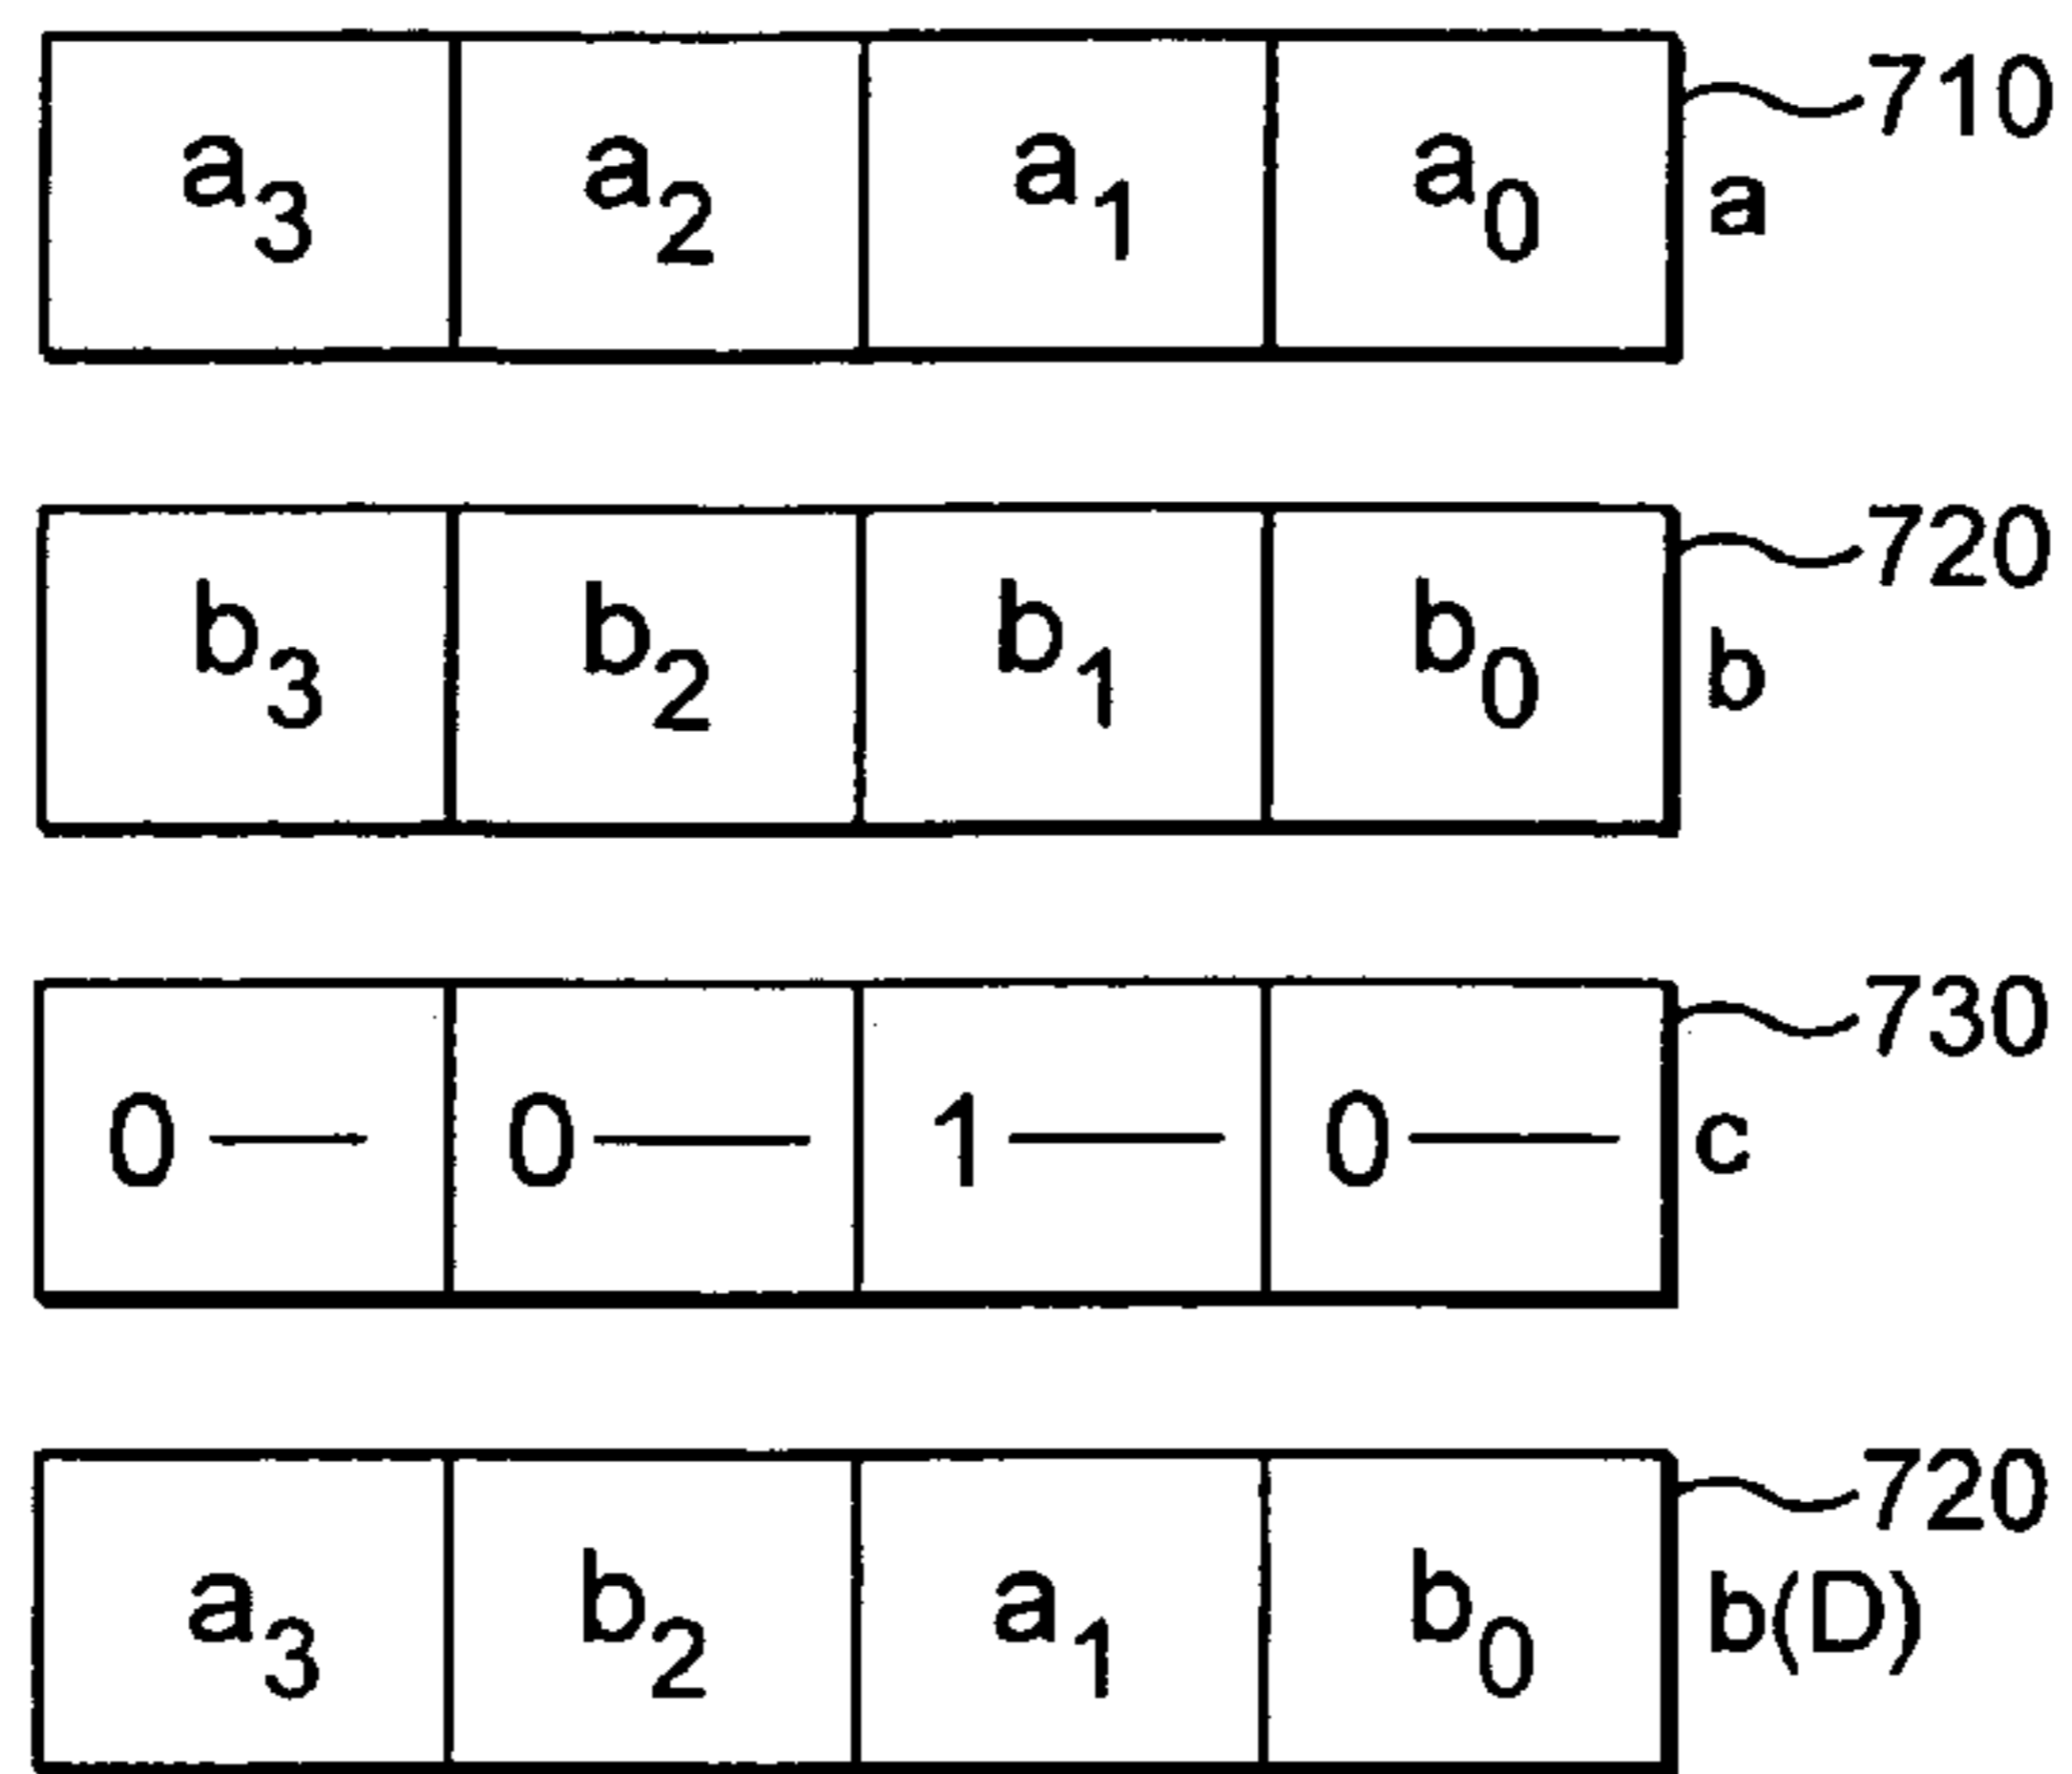 a₃ a₂ a₁ a₀ 710
a
b₃ b₂ b₁ b₀ 720
b
0 — 0 — 1 — 0 — 730
c
a₃ b₂ a₁ b₀ 720
b(D)